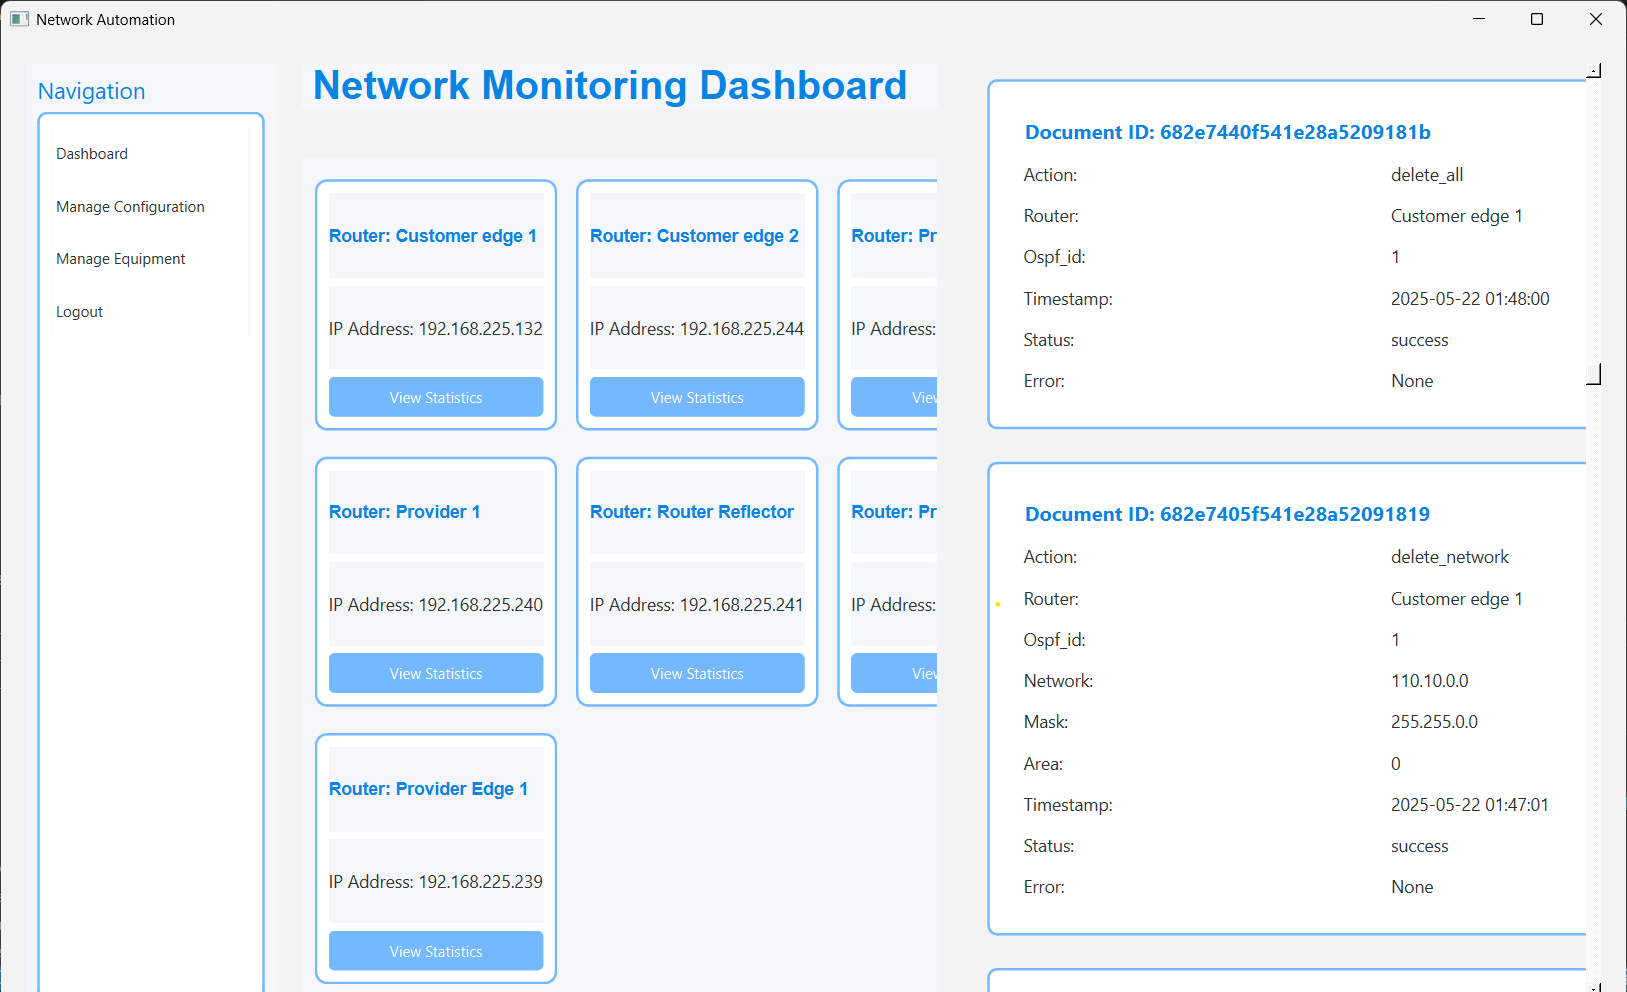 Network Automation
Navigation
Dashboard
Manage Configuration
Manage Equipment
Logout
Network Monitoring Dashboard
Router: Customer edge 1
IP Address: 192.168.225.132
View Statistics
Router: Customer edge 2
IP Address: 192.168.225.244
View Statistics
Router: Pr
IP Address:
View
Router: Provider 1
IP Address: 192.168.225.240
View Statistics
Router: Router Reflector
IP Address: 192.168.225.241
View Statistics
Router: Pr
IP Address:
View
Router: Provider Edge 1
IP Address: 192.168.225.239
View Statistics
Document ID: 682e7440f541e28a5209181b
Action: delete_all
Router: Customer edge 1
Ospf_id: 1
Timestamp: 2025-05-22 01:48:00
Status: success
Error: None
Document ID: 682e7405f541e28a52091819
Action: delete_network
Router: Customer edge 1
Ospf_id: 1
Network: 110.10.0.0
Mask: 255.255.0.0
Area: 0
Timestamp: 2025-05-22 01:47:01
Status: success
Error: None